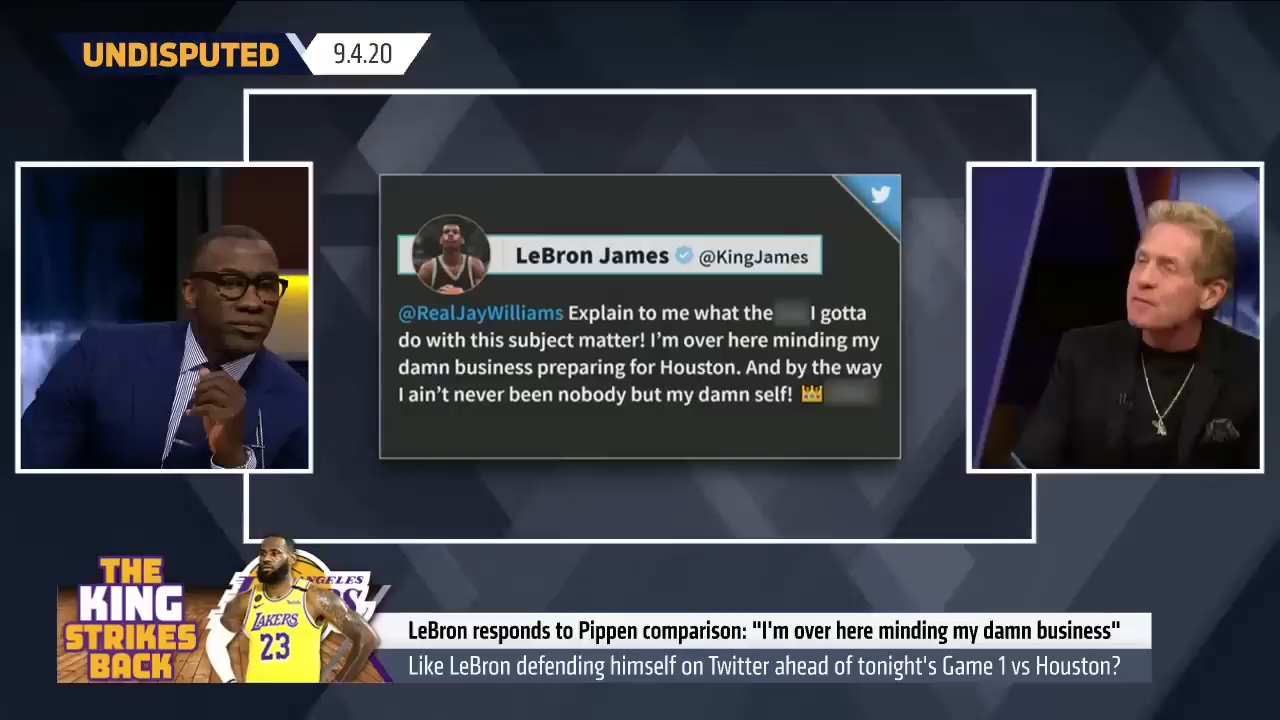 UNDISPUTED
9.4.20
LeBron James @KingJames
@RealJayWilliams Explain to me what the I gotta
do with this subject matter! I'm over here minding my
damn business preparing for Houston. And by the way
I ain't never been nobody but my damn self! 👑
THE
KING
STRIKES
BACK
LAKERS
23
LeBron responds to Pippen comparison: "I'm over here minding my damn business"
Like LeBron defending himself on Twitter ahead of tonight's Game 1 vs Houston?